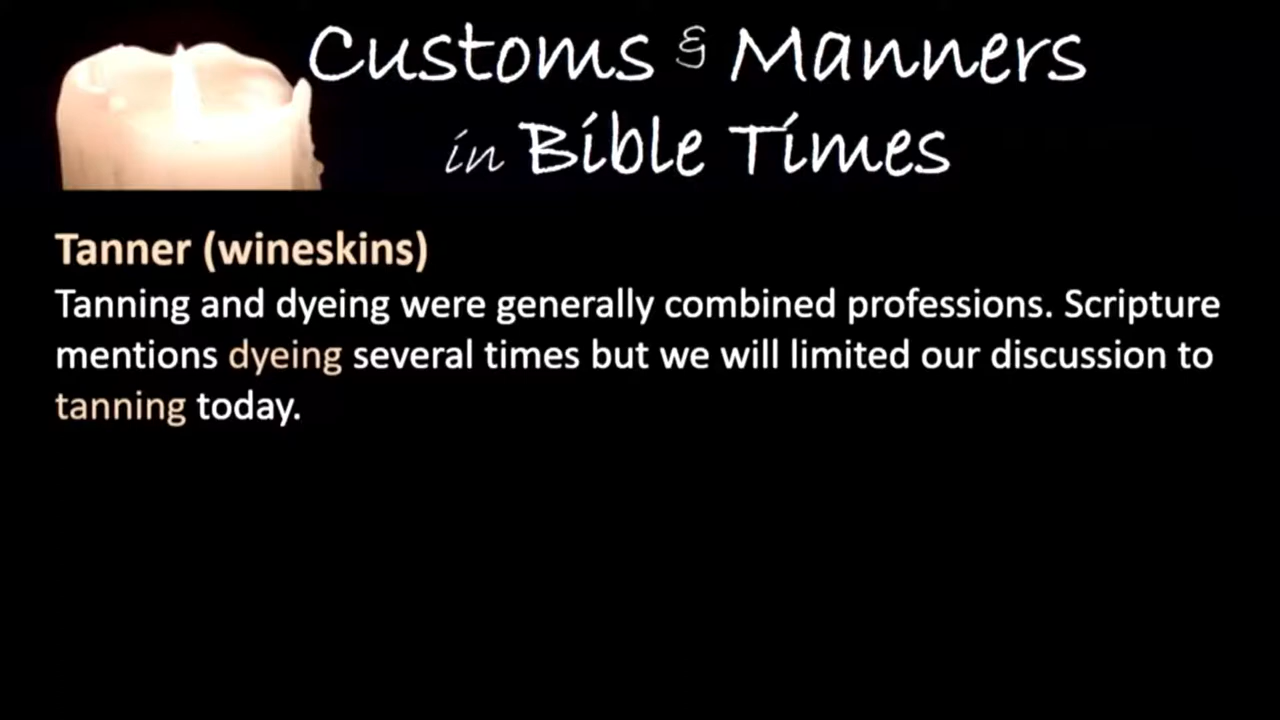 Customs & Manners
in Bible Times
Tanner (wineskins)
Tanning and dyeing were generally combined professions. Scripture
mentions dyeing several times but we will limited our discussion to
tanning today.